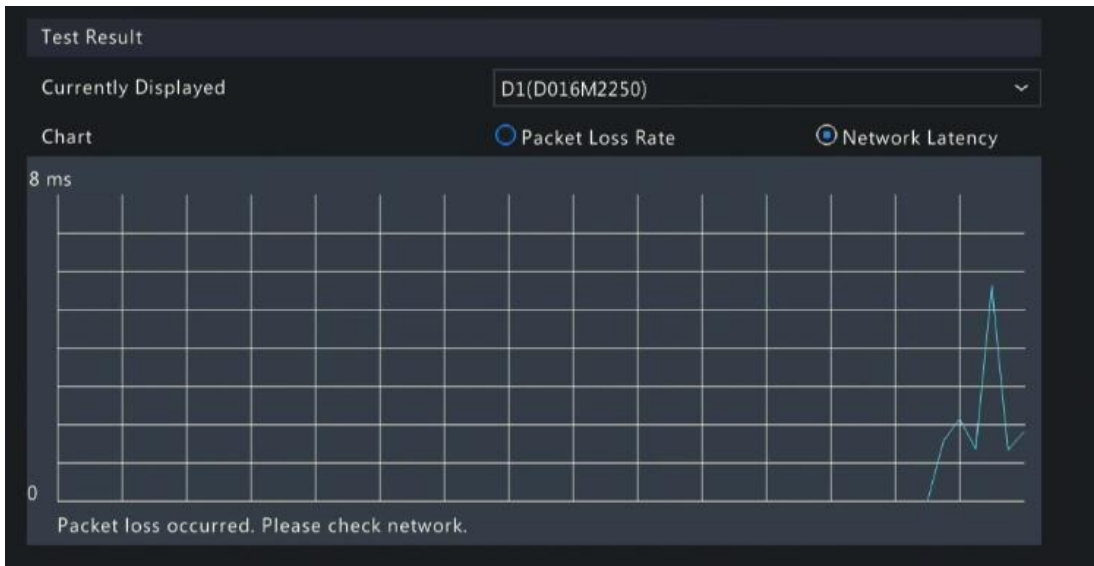 Test Result
Currently Displayed D1(D016M2250)
Chart Packet Loss Rate Network Latency
8 ms
0
Packet loss occurred. Please check network.